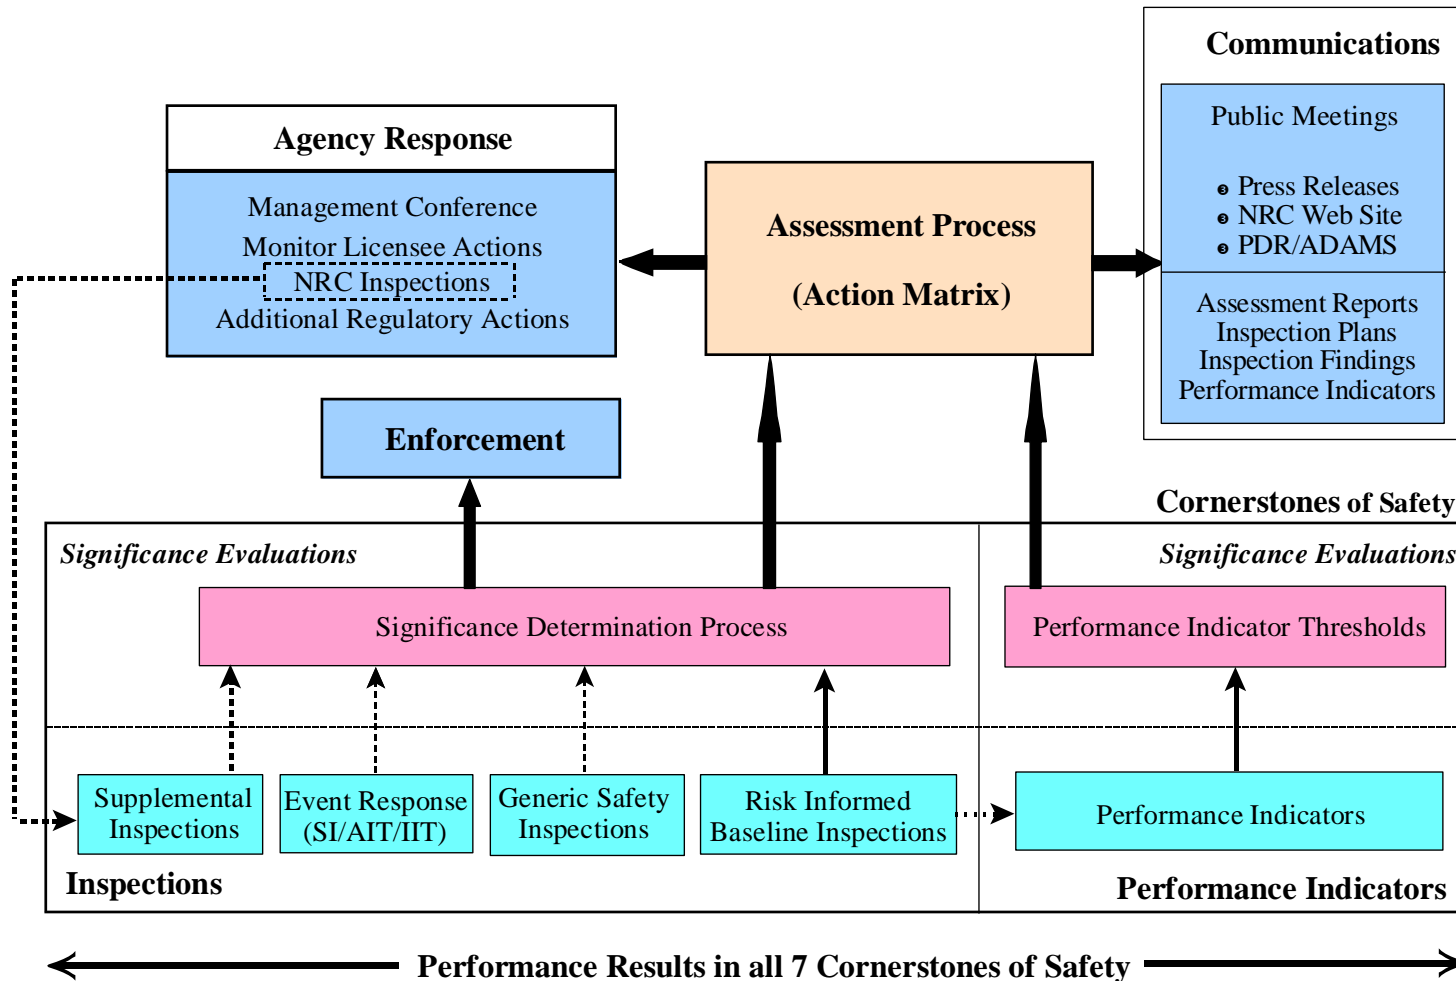 Communications
Public Meetings
Press Releases
NRC Web Site
PDR/ADAMS
Assessment Reports
Inspection Plans
Inspection Findings
Performance Indicators
Agency Response
Management Conference
Monitor Licensee Actions
NRC Inspections
Additional Regulatory Actions
Assessment Process
(Action Matrix)
Enforcement
Cornerstones of Safety
Significance Evaluations
Significance Evaluations
Significance Determination Process
Performance Indicator Thresholds
Supplemental
Inspections
Event Response
(SI/AIT/IIT)
Generic Safety
Inspections
Risk Informed
Baseline Inspections
Performance Indicators
Inspections
Performance Indicators
Performance Results in all 7 Cornerstones of Safety